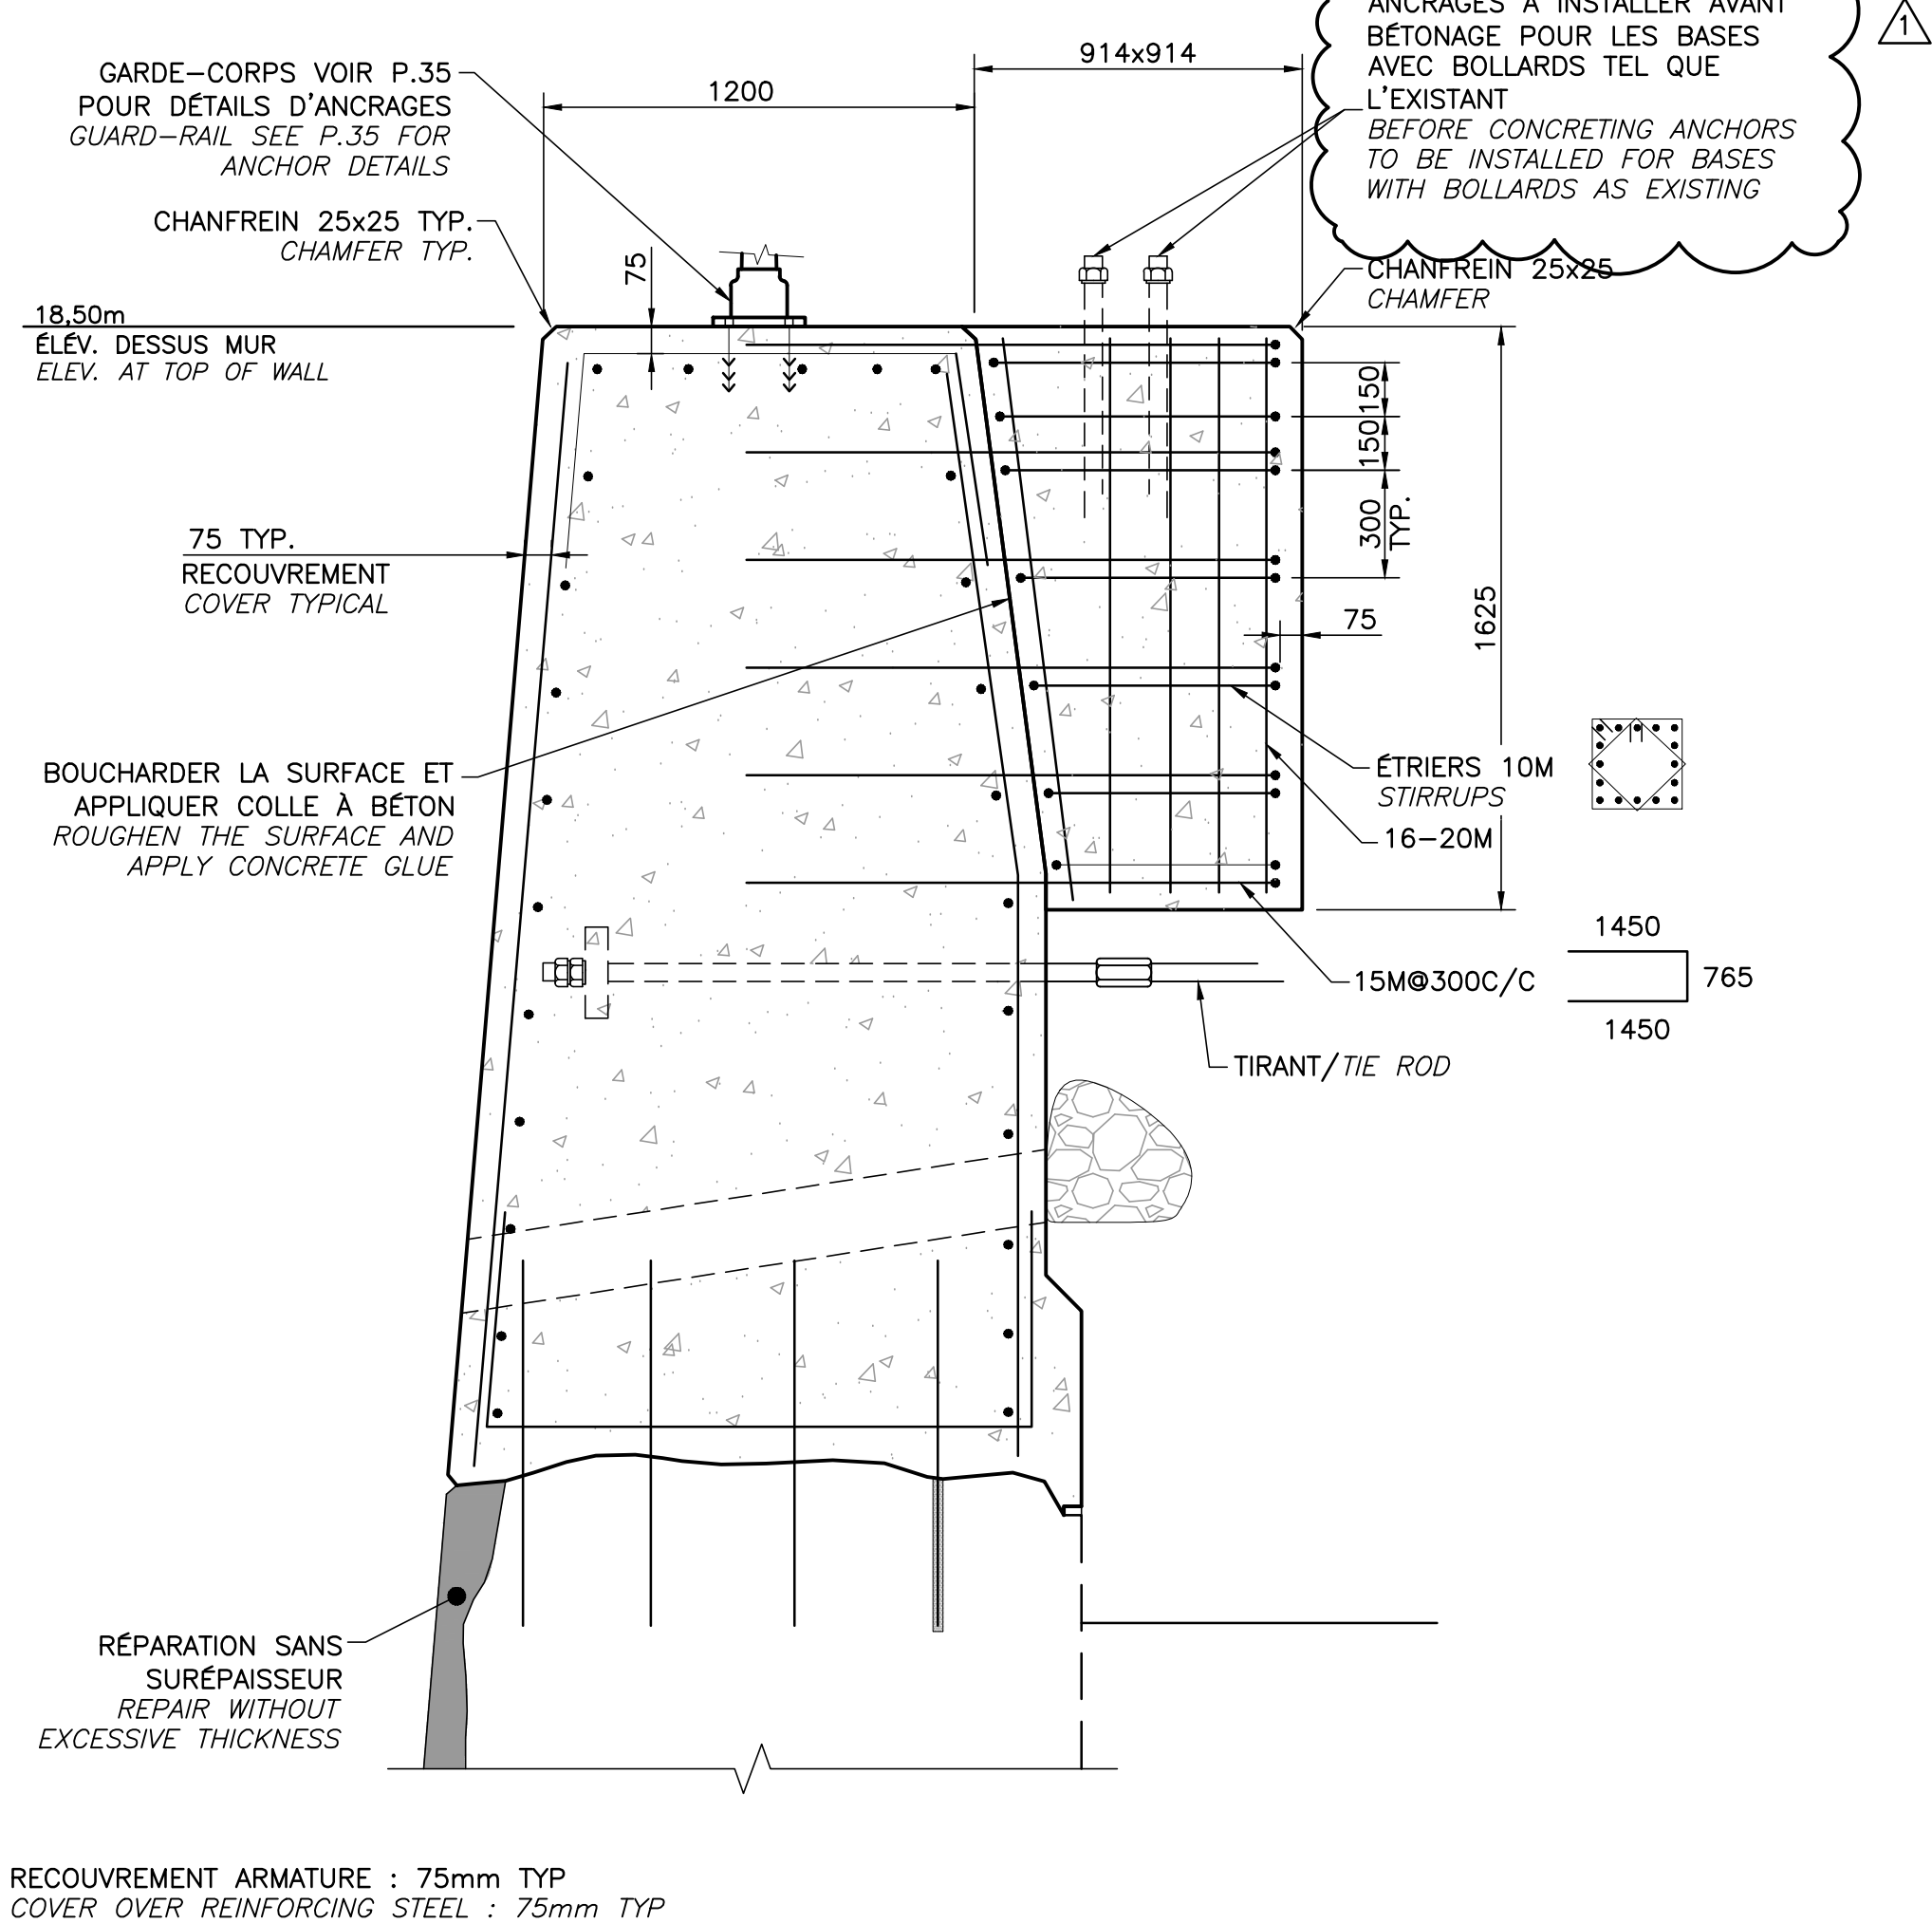 ANCRAGES À INSTALLER AVANT
BÉTONAGE POUR LES BASES
AVEC BOLLARDS TEL QUE
L'EXISTANT
BEFORE CONCRETING ANCHORS
TO BE INSTALLED FOR BASES
WITH BOLLARDS AS EXISTING
1
914x914
1200
GARDE-CORPS VOIR P.35
POUR DÉTAILS D'ANCRAGES
GUARD-RAIL SEE P.35 FOR
ANCHOR DETAILS
CHANFREIN 25x25 TYP.
CHAMFER TYP.
75
CHANFREIN 25x25
CHAMFER
18,50m
ÉLÉV. DESSUS MUR
ELEV. AT TOP OF WALL
150
150
300
TYP.
75 TYP.
RECOUVREMENT
COVER TYPICAL
75
1625
BOUCHARDER LA SURFACE ET
APPLIQUER COLLE À BÉTON
ROUGHEN THE SURFACE AND
APPLY CONCRETE GLUE
ÉTRIERS 10M
STIRRUPS
16-20M
1450
15M@300C/C
765
1450
TIRANT/TIE ROD
RÉPARATION SANS
SURÉPAISSEUR
REPAIR WITHOUT
EXCESSIVE THICKNESS
RECOUVREMENT ARMATURE : 75mm TYP
COVER OVER REINFORCING STEEL : 75mm TYP